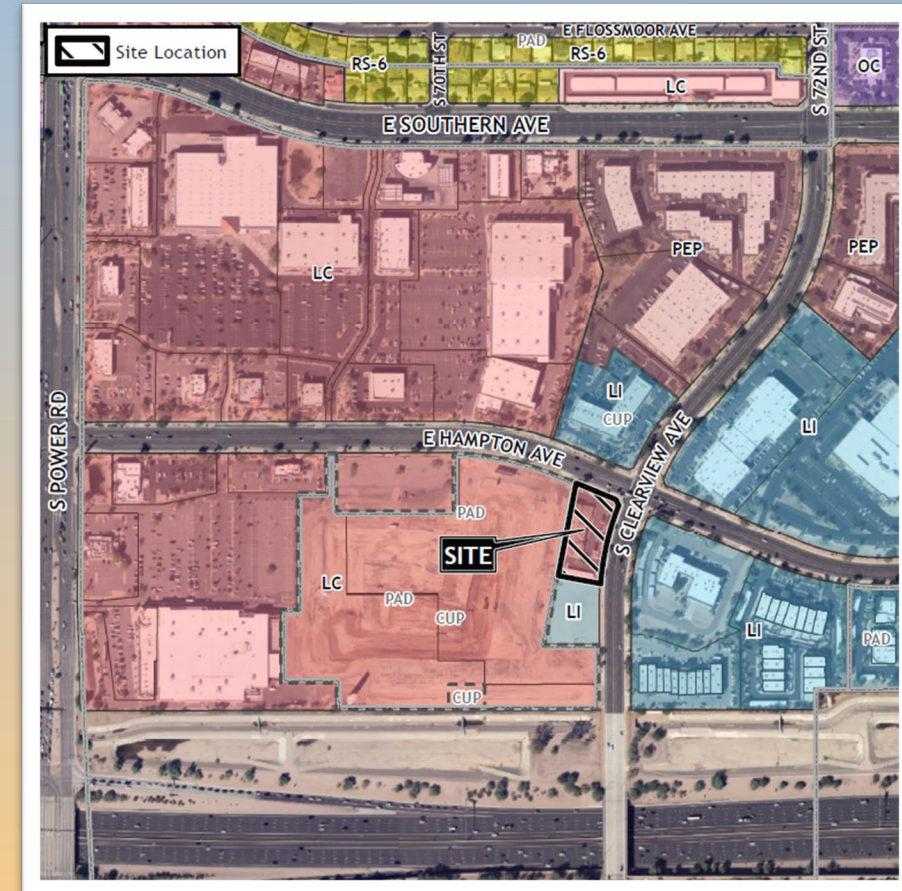 Site Location
E FLOSSMOOR AVE
PAD
RS-6
RS-6
S 70TH ST
S 72ND ST
OC
LC
E SOUTHERN AVE
LC
PEP
PEP
LI
CUP
LI
S POWER RD
E HAMPTON AVE
S CLEARVIEW AVE
PAD
SITE
LC
PAD
CUP
LI
LI
PAD
CUP